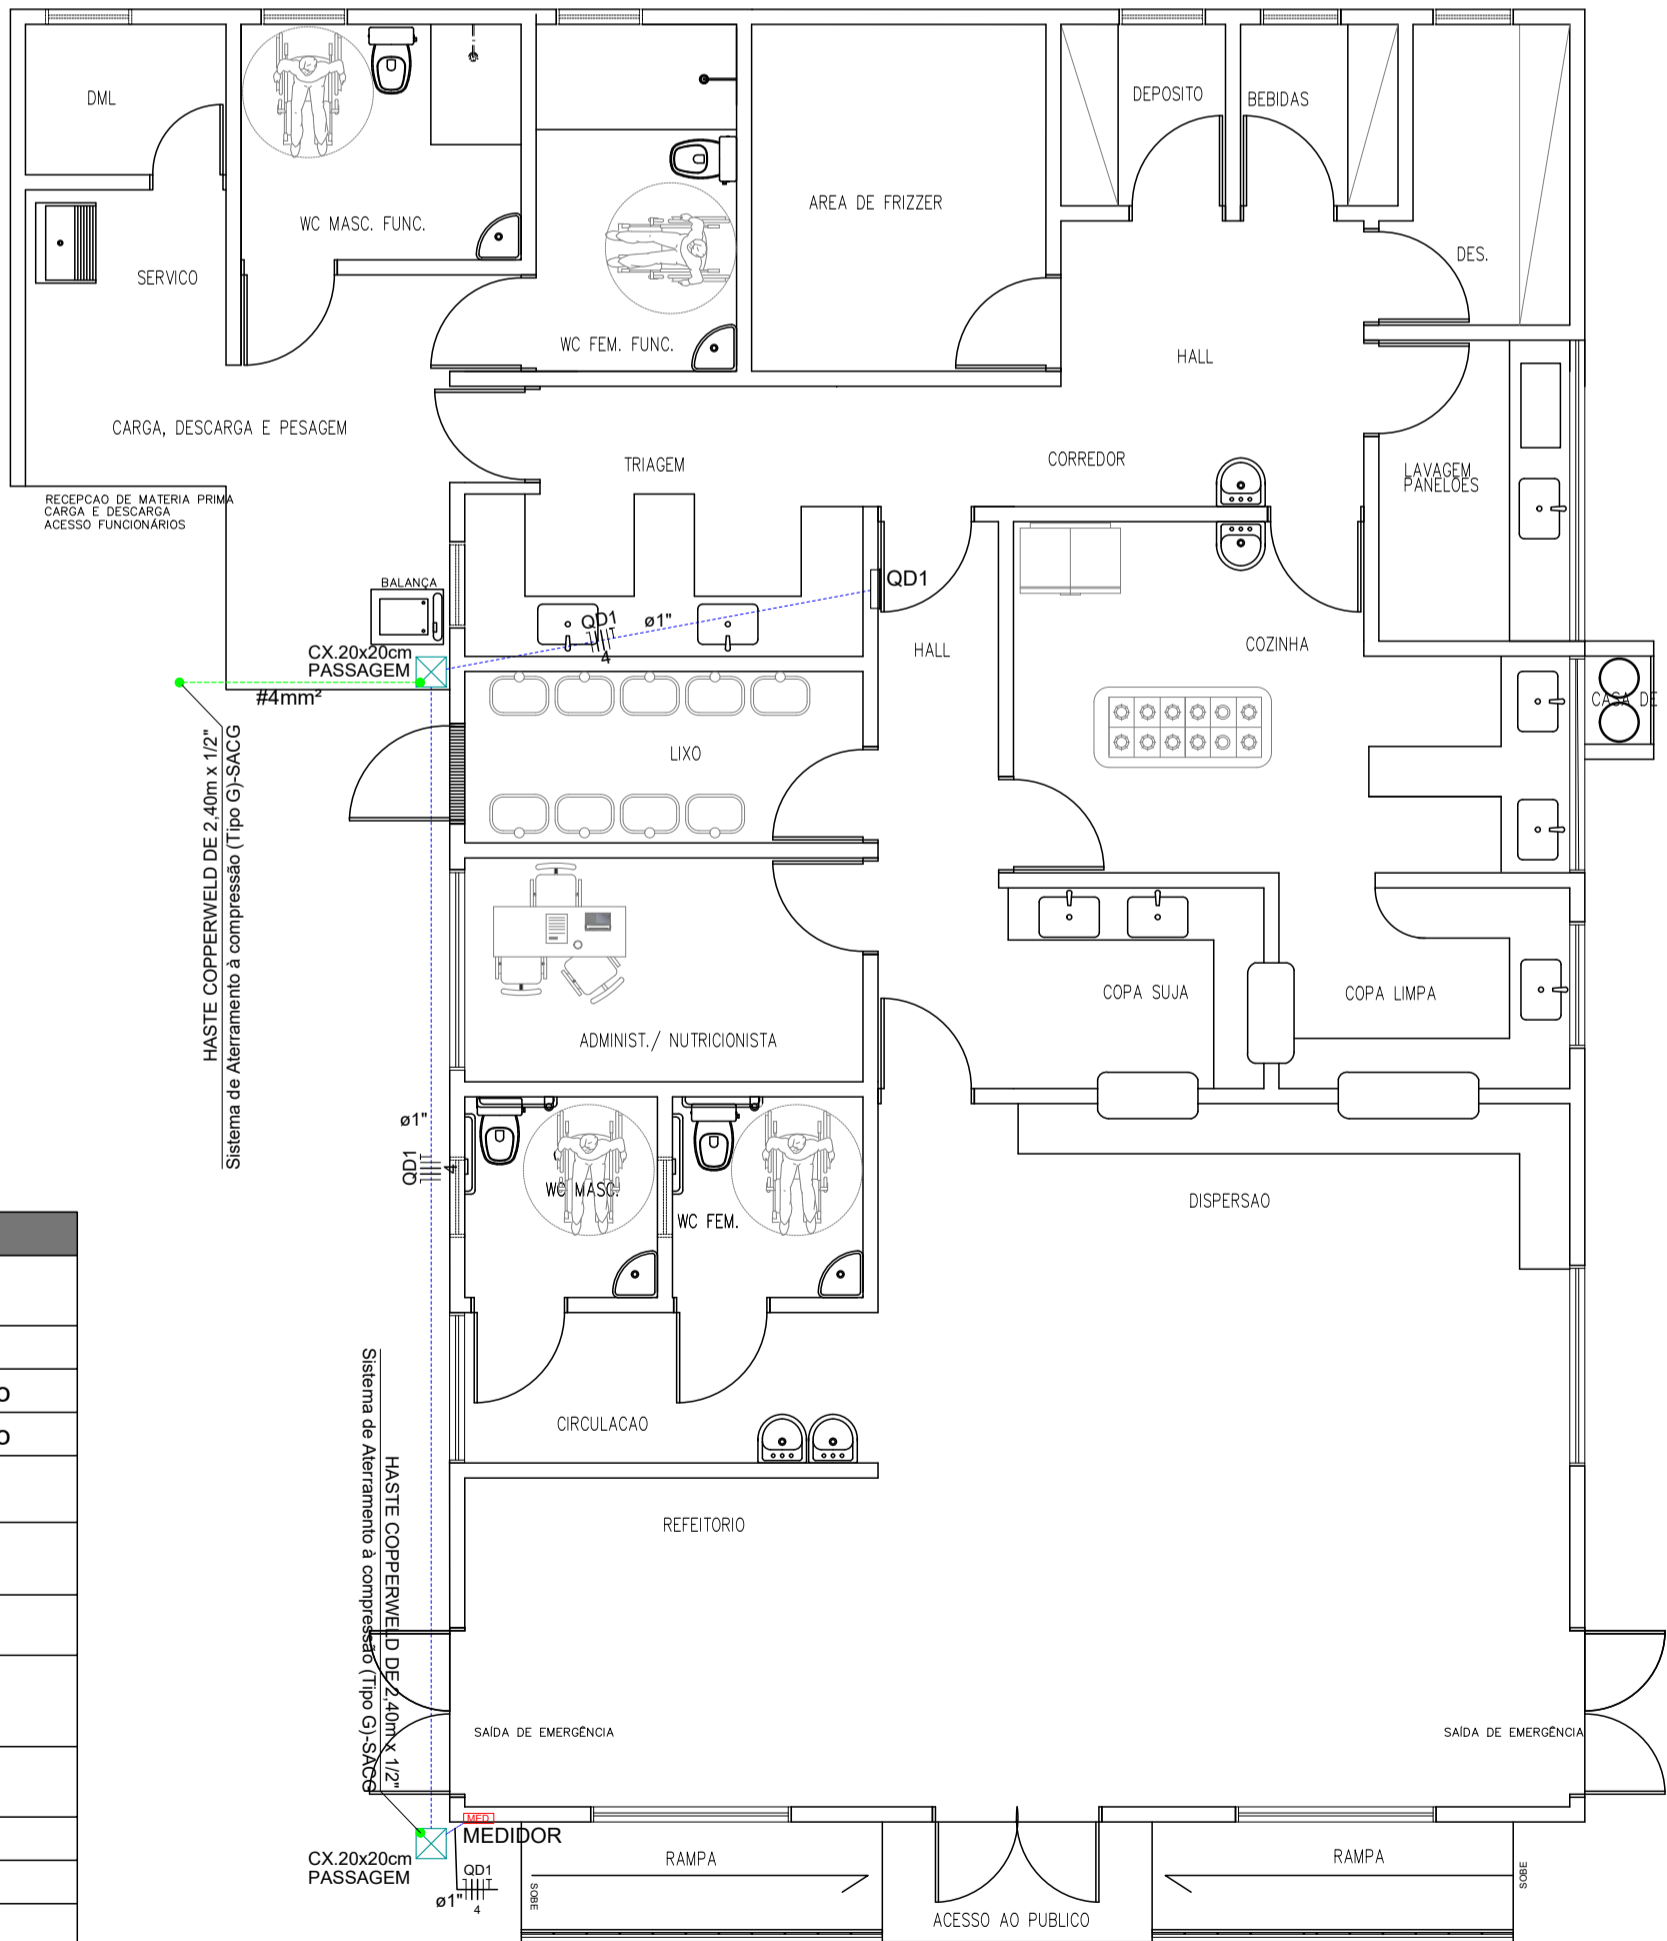 DML
DEPOSITO
BEBIDAS
AREA DE FRIZZER
WC MASC. FUNC.
SERVICO
DES.
WC FEM. FUNC.
HALL
CARGA, DESCARGA E PESAGEM
TRIAGEM
CORREDOR
LAVAGEM
PANELÕES
RECEPCAO DE MATERIA PRIMA
CARGA E DESCARGA
ACESSO FUNCIONÁRIOS
BALANÇA
QD1
QD1
ø1"
4
HALL
COZINHA
CX.20x20cm
PASSAGEM
#4mm²
CASA DE
LIXO
HASTE COPPERWELD DE 2,40m x 1/2"
Sistema de Aterramento à compressão (Tipo G)-SACG
COPA SUJA
COPA LIMPA
ADMINIST./ NUTRICIONISTA
ø1"
QD1
4
WC MASC.
WC FEM.
DISPERSAO
O
O
CIRCULACAO
HASTE COPPERWELD DE 2,40m x 1/2"
Sistema de Aterramento à compressão (Tipo G)-SACG
REFEITORIO
SAÍDA DE EMERGÊNCIA
SAÍDA DE EMERGÊNCIA
MED
MEDIDOR
CX.20x20cm
PASSAGEM
QD1
ø1"
4
SOBE
RAMPA
RAMPA
SOBE
ACESSO AO PUBLICO